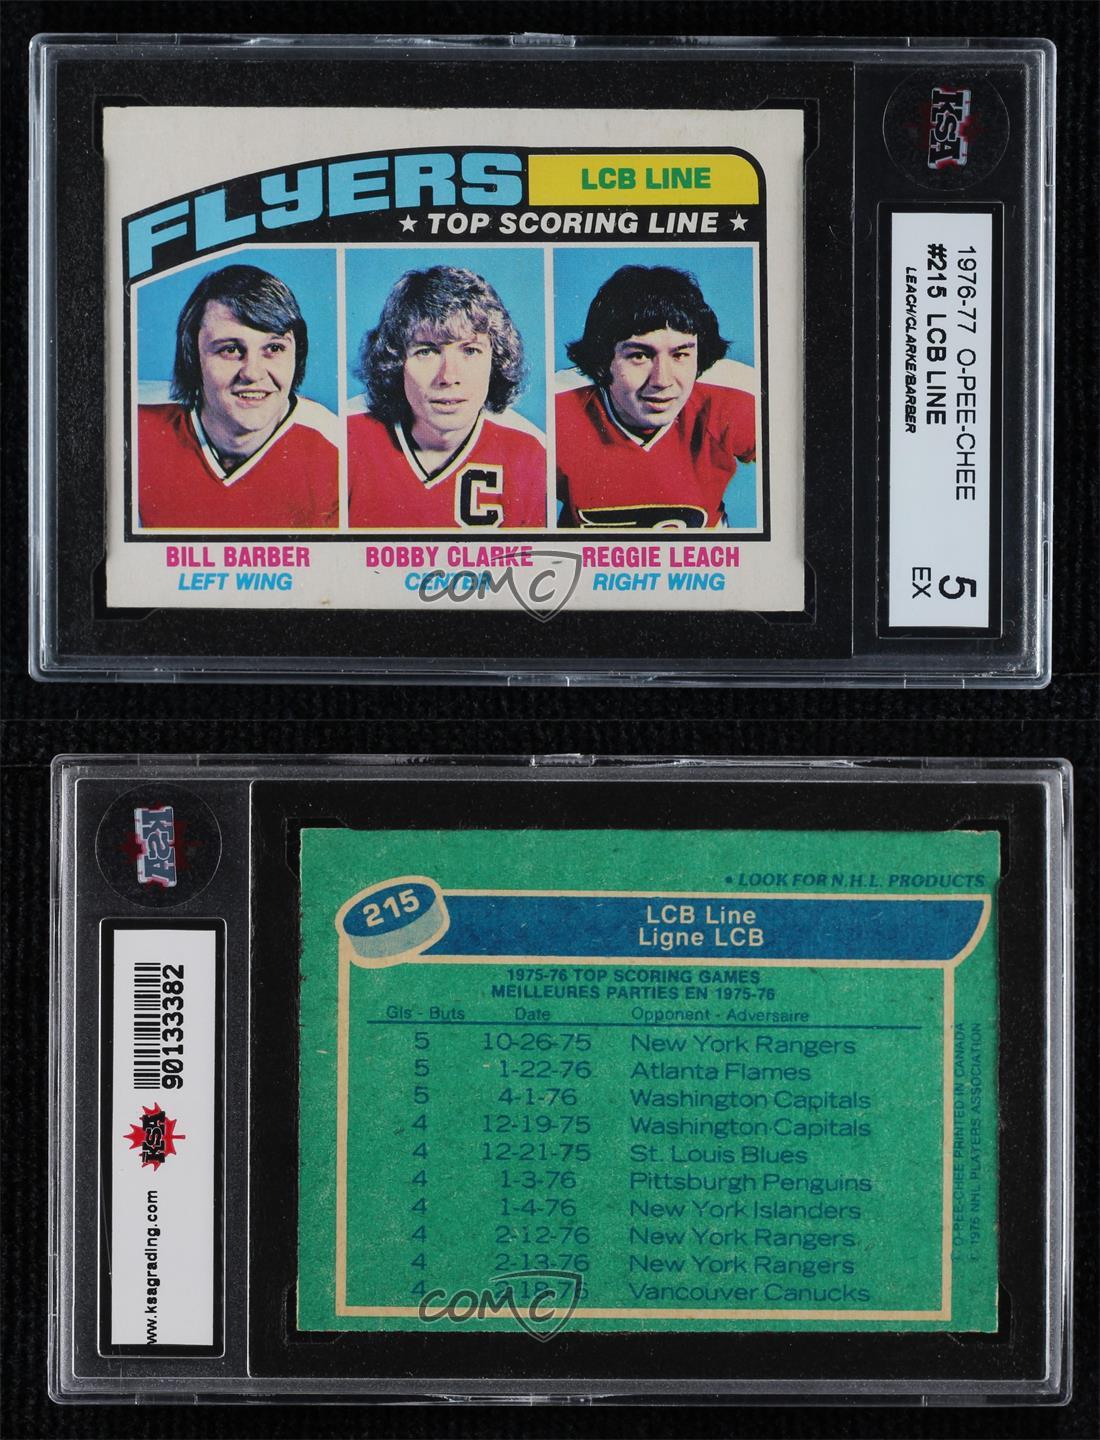 FLYERS
LCB LINE
★ TOP SCORING LINE ★
BILL BARBER
LEFT WING
BOBBY CLARKE
CENTER
REGGIE LEACH
RIGHT WING
COMC
KSA
1976-77 O-PEE-CHEE
#215 LCB LINE
LEACH/CLARKE/BARBER
5
EX
KSA
90133382
KSA
www.ksagrading.com
• LOOK FOR N.H.L. PRODUCTS
215
LCB Line
Ligne LCB
1975-76 TOP SCORING GAMES
MEILLEURES PARTIES EN 1975-76
Gls - Buts Date Opponent - Adversaire
5 10-26-75 New York Rangers
5 1-22-76 Atlanta Flames
5 4-1-76 Washington Capitals
4 12-19-75 Washington Capitals
4 12-21-75 St. Louis Blues
4 1-3-76 Pittsburgh Penguins
4 1-4-76 New York Islanders
4 2-12-76 New York Rangers
4 2-13-76 New York Rangers
4 2-18-76 Vancouver Canucks
COMC
© O-PEE-CHEE PRINTED IN CANADA
© 1976 NHL PLAYERS ASSOCIATION